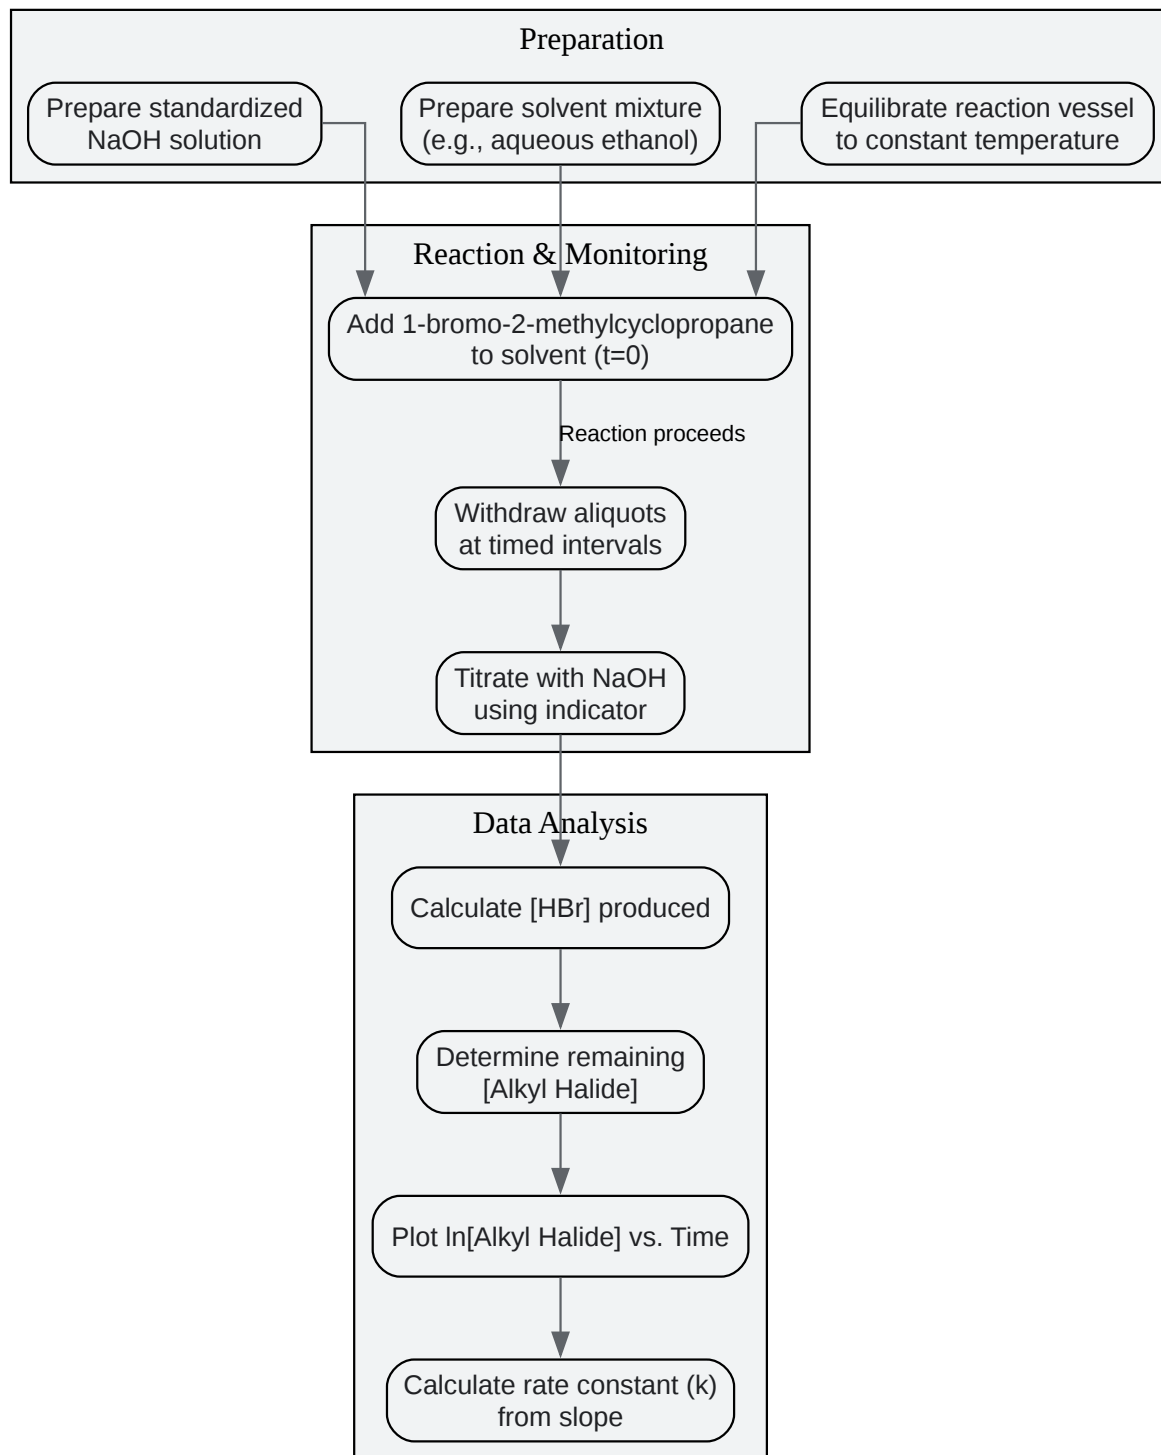 Preparation
Prepare standardized
NaOH solution
Prepare solvent mixture
(e.g., aqueous ethanol)
Equilibrate reaction vessel
to constant temperature
Reaction & Monitoring
Add 1-bromo-2-methylcyclopropane
to solvent (t=0)
Reaction proceeds
Withdraw aliquots
at timed intervals
Titrate with NaOH
using indicator
Data Analysis
Calculate [HBr] produced
Determine remaining
[Alkyl Halide]
Plot ln[Alkyl Halide] vs. Time
Calculate rate constant (k)
from slope